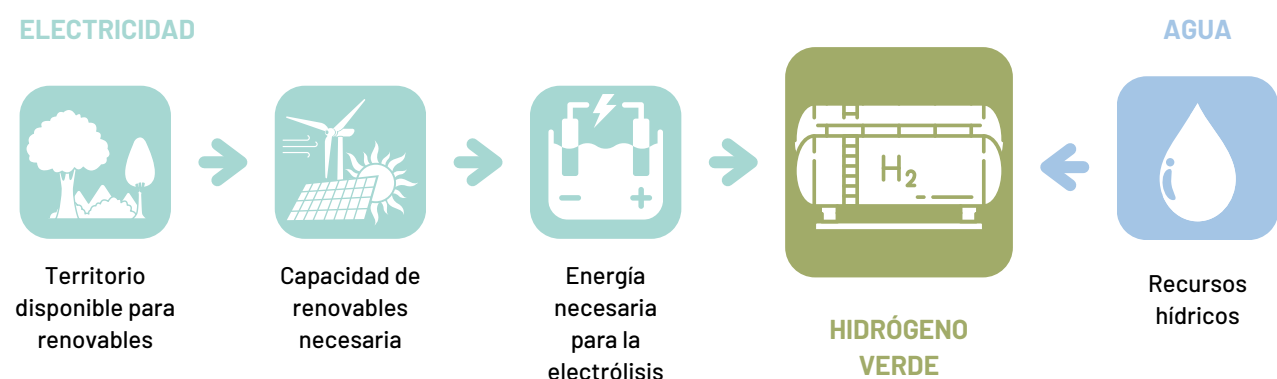 ELECTRICIDAD
AGUA
H2
- +
Territorio
disponible para
renovables
Capacidad de
renovables
necesaria
Energía
necesaria
para la
electrólisis
HIDRÓGENO
VERDE
Recursos
hídricos